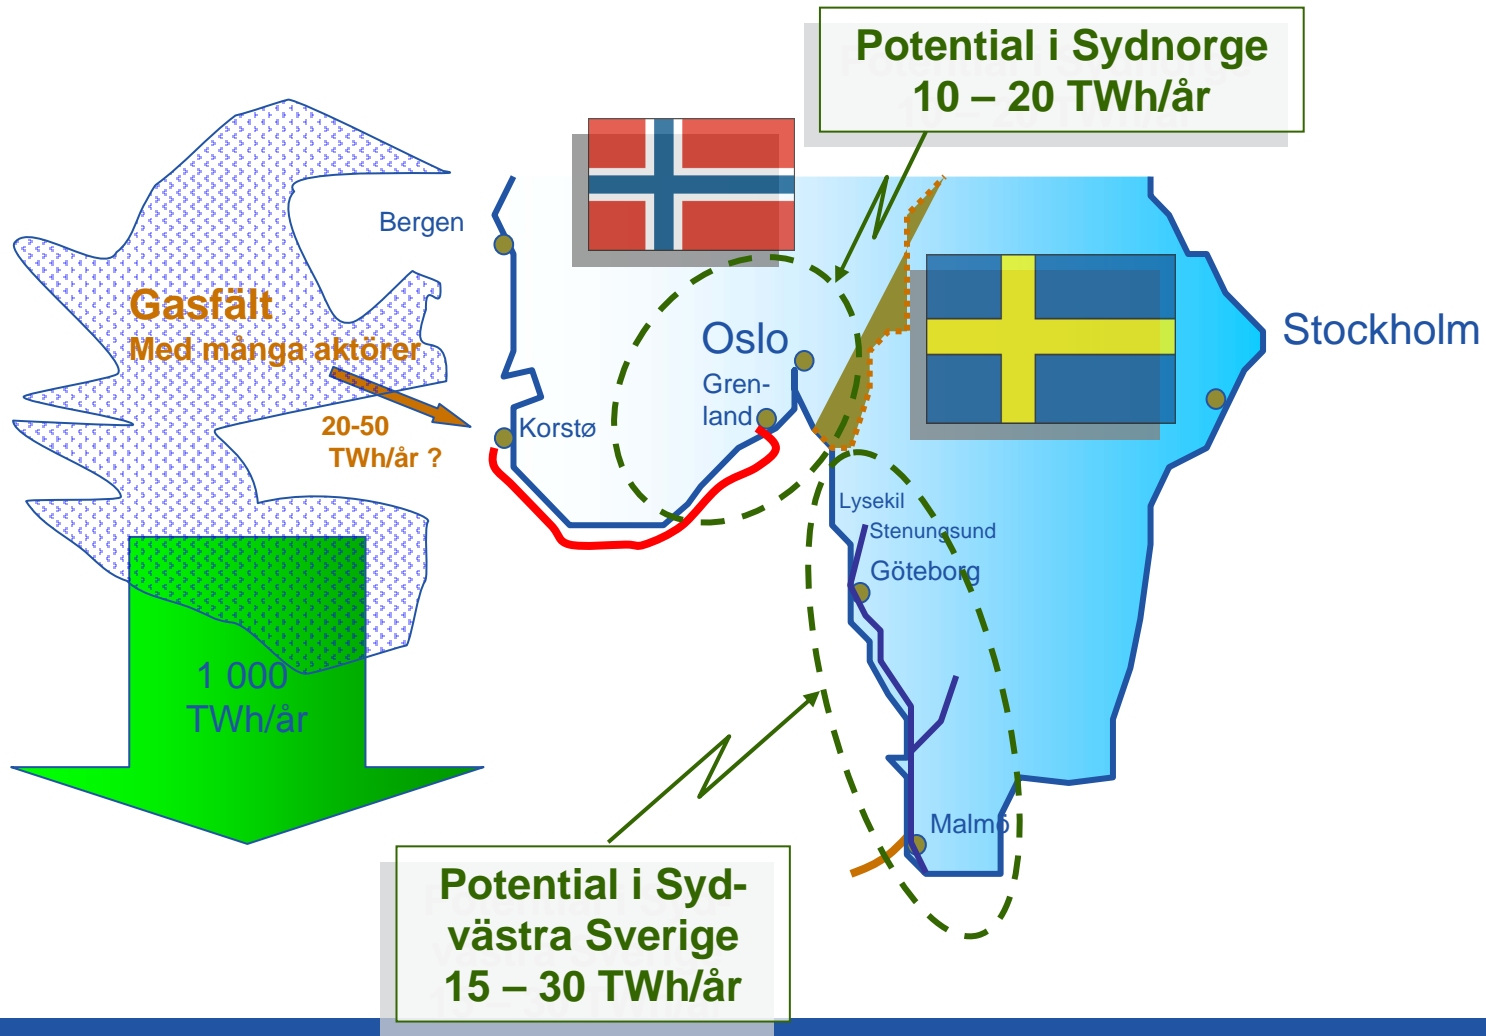 Potential i Sydnorge
10 – 20 TWh/år
Bergen
Gasfält
Med många aktörer
20-50
TWh/år ?
Korstø
Oslo
Gren-
land
Stockholm
Lysekil
Stenungsund
Göteborg
1 000
TWh/år
Malmö
Potential i Syd-
västra Sverige
15 – 30 TWh/år